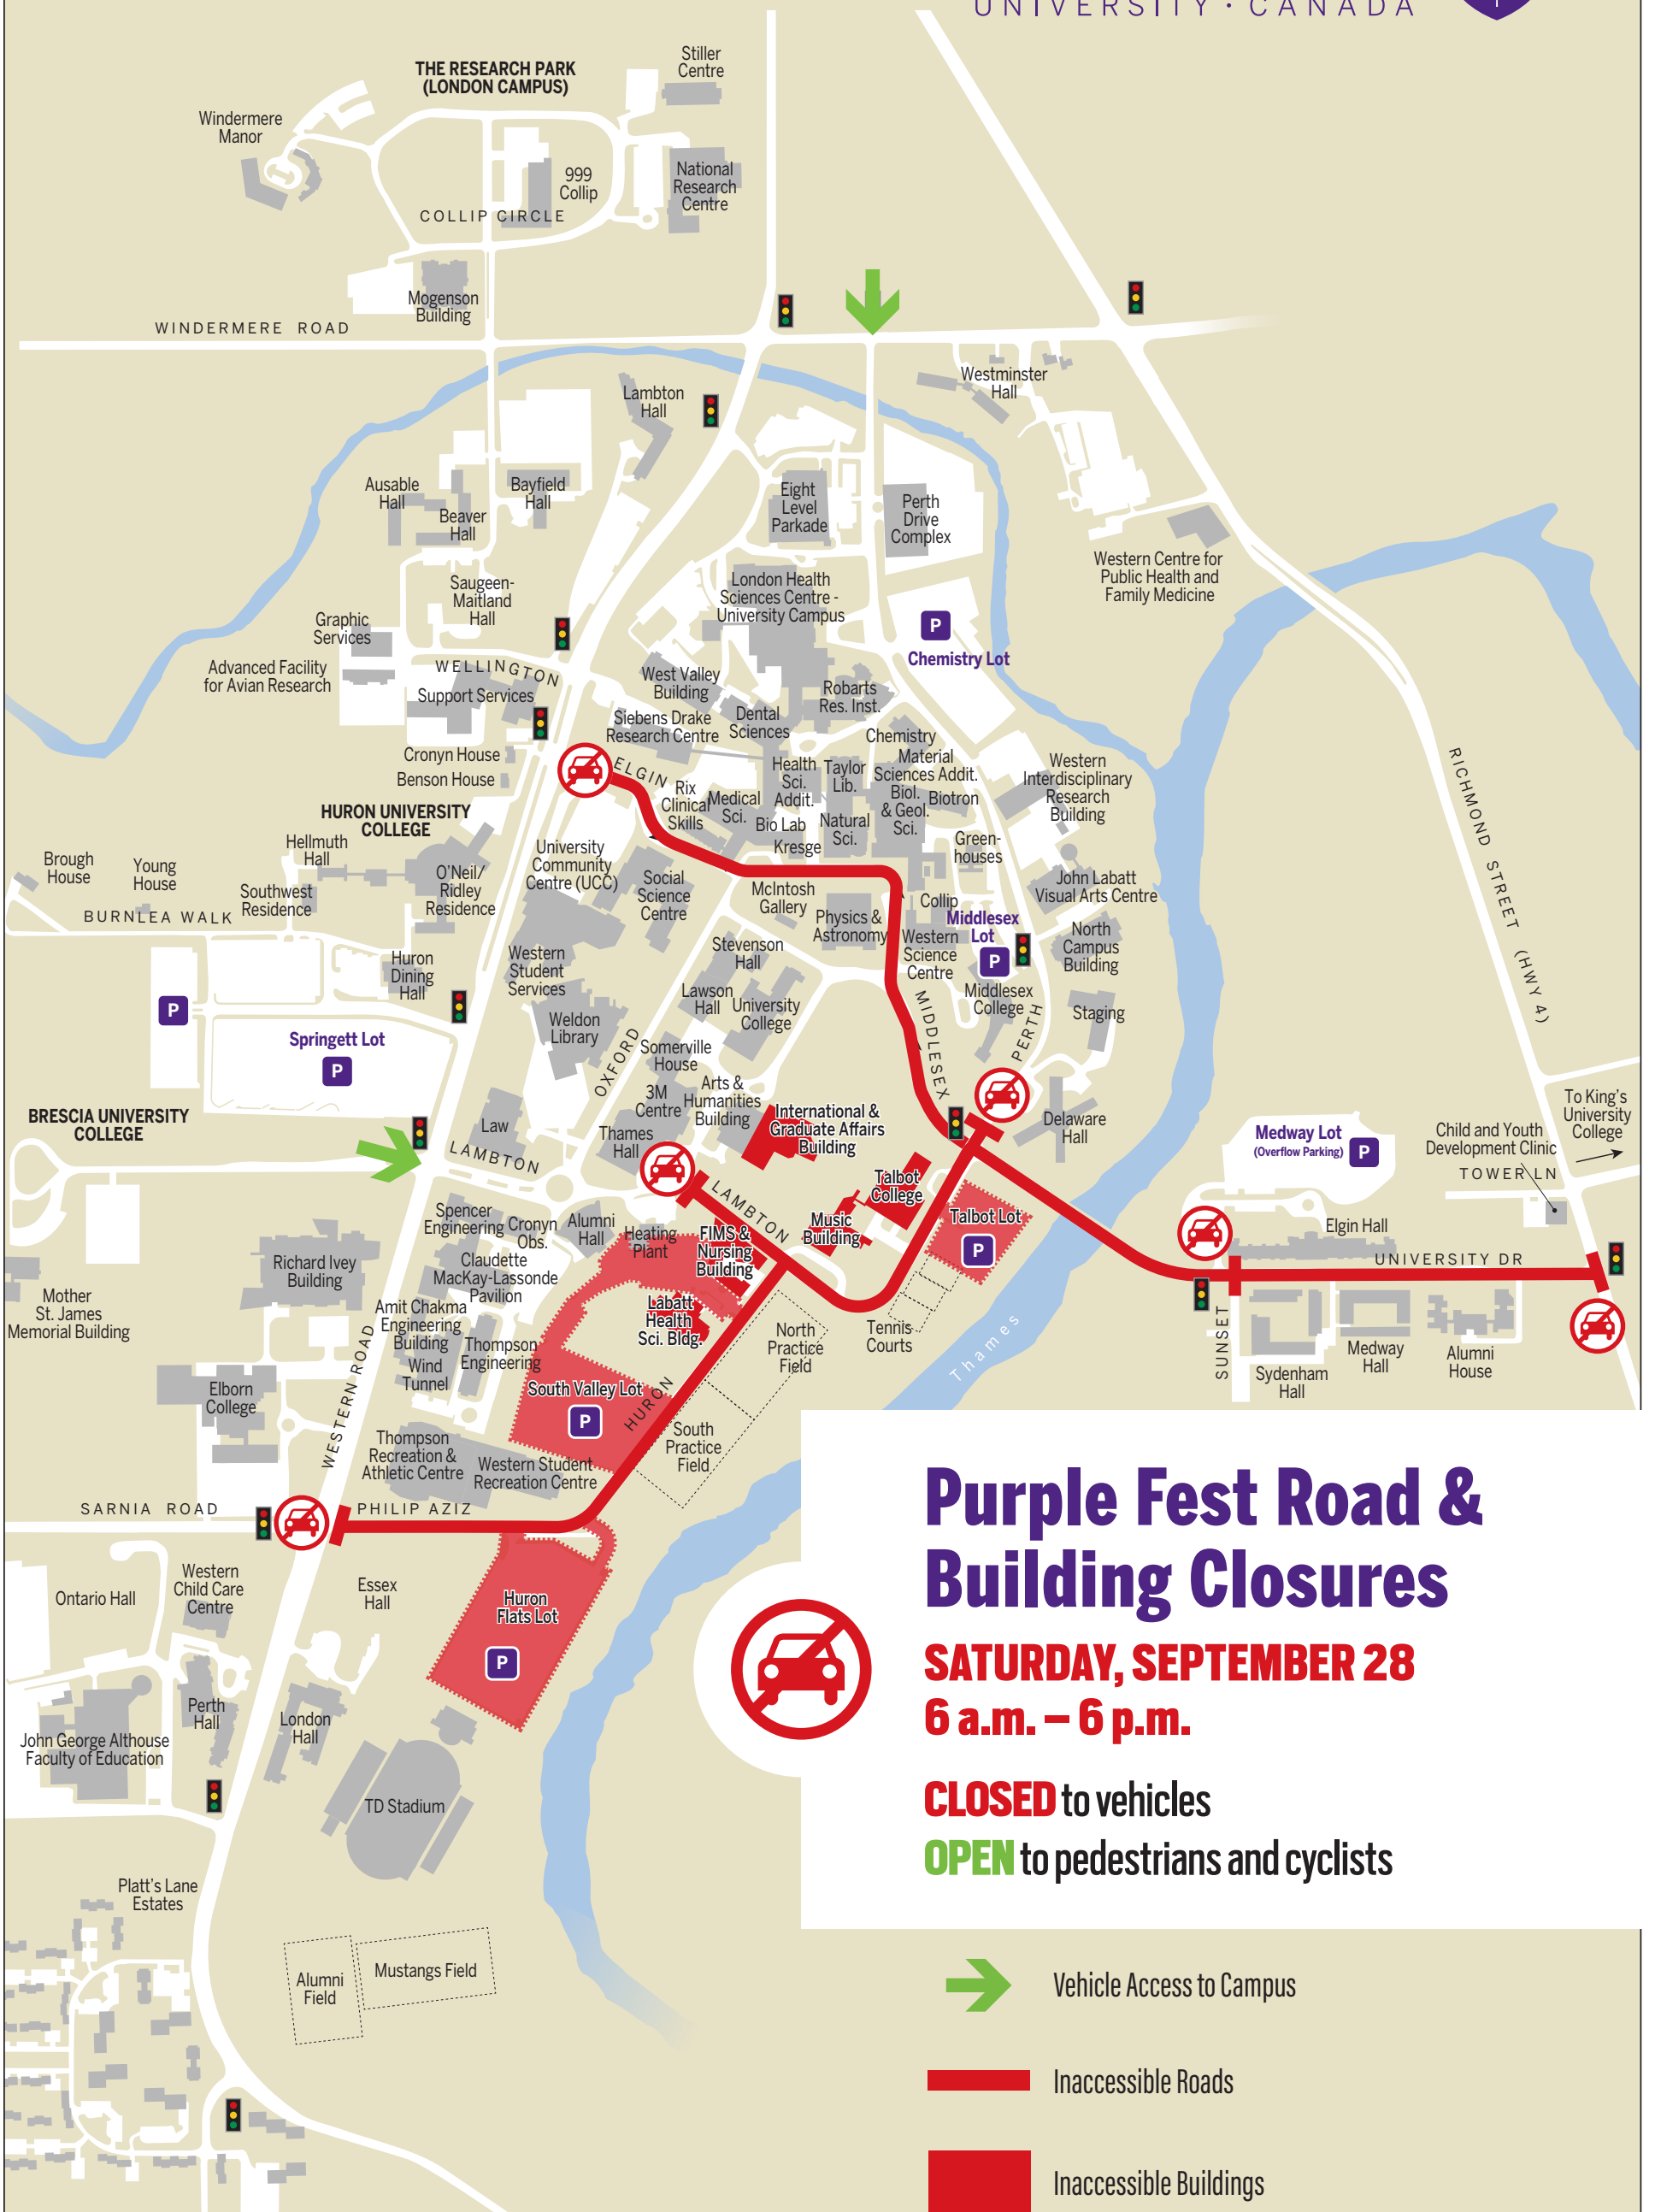 UNIVERSITY · CANADA
THE RESEARCH PARK
(LONDON CAMPUS)
Stiller
Centre
Windermere
Manor
999
Collip
National
Research
Centre
COLLIP CIRCLE
Mogenson
Building
WINDERMERE ROAD
Westminster
Hall
Lambton
Hall
Ausable
Hall
Beaver
Hall
Bayfield
Hall
Eight
Level
Parkade
Perth
Drive
Complex
Western Centre for
Public Health and
Family Medicine
Saugeen-
Maitland
Hall
London Health
Sciences Centre -
University Campus
Graphic
Services
P
Chemistry Lot
Advanced Facility
for Avian Research
WELLINGTON
Support Services
West Valley
Building
Robarts
Res. Inst.
Siebens Drake
Research Centre
Dental
Sciences
Chemistry
Cronyn House
Benson House
ELGIN
Rix
Clinical
Skills
Medical
Sci.
Health
Sci.
Addit.
Taylor
Lib.
Material
Sciences Addit.
Biol.
& Geol.
Sci.
Biotron
Western
Interdisciplinary
Research
Building
RICHMOND STREET (HWY 4)
HURON UNIVERSITY
COLLEGE
Hellmuth
Hall
Bio Lab
Kresge
Natural
Sci.
Green-
houses
Brough
House
Young
House
Southwest
Residence
O'Neil/
Ridley
Residence
University
Community
Centre (UCC)
Social
Science
Centre
McIntosh
Gallery
Physics &
Astronomy
Collip
John Labatt
Visual Arts Centre
BURNLEA WALK
Middlesex
Lot
P
Western
Science
Centre
North
Campus
Building
Huron
Dining
Hall
Western
Student
Services
Stevenson
Hall
Lawson
Hall
University
College
Middlesex
College
Staging
P
Springett Lot
P
Weldon
Library
OXFORD
Somerville
House
MIDDLESEX
PERTH
3M
Centre
Arts &
Humanities
Building
International &
Graduate Affairs
Building
Delaware
Hall
BRESCIA UNIVERSITY
COLLEGE
Law
LAMBTON
Thames
Hall
Medway Lot
(Overflow Parking)
P
Child and Youth
Development Clinic
To King's
University
College
TOWER LN
LAMBTON
Talbot
College
Music
Building
Talbot Lot
P
Spencer
Engineering
Cronyn
Obs.
Alumni
Hall
Heating
Plant
FIMS &
Nursing
Building
Elgin Hall
UNIVERSITY DR
Richard Ivey
Building
Claudette
MacKay-Lassonde
Pavilion
Mother
St. James
Memorial Building
Amit Chakma
Engineering
Building
Labatt
Health
Sci. Bldg.
Thompson
Engineering
Wind
Tunnel
North
Practice
Field
Tennis
Courts
Thames
SUNSET
Sydenham
Hall
Medway
Hall
Alumni
House
WESTERN ROAD
Elborn
College
South Valley Lot
P
HURON
South
Practice
Field
Thompson
Recreation &
Athletic Centre
Western Student
Recreation Centre
SARNIA ROAD
PHILIP AZIZ
Purple Fest Road &
Building Closures
SATURDAY, SEPTEMBER 28
6 a.m. – 6 p.m.
CLOSED to vehicles
OPEN to pedestrians and cyclists
Ontario Hall
Western
Child Care
Centre
Essex
Hall
Huron
Flats Lot
P
Perth
Hall
London
Hall
John George Althouse
Faculty of Education
TD Stadium
Platt's Lane
Estates
Alumni
Field
Mustangs Field
Vehicle Access to Campus
Inaccessible Roads
Inaccessible Buildings